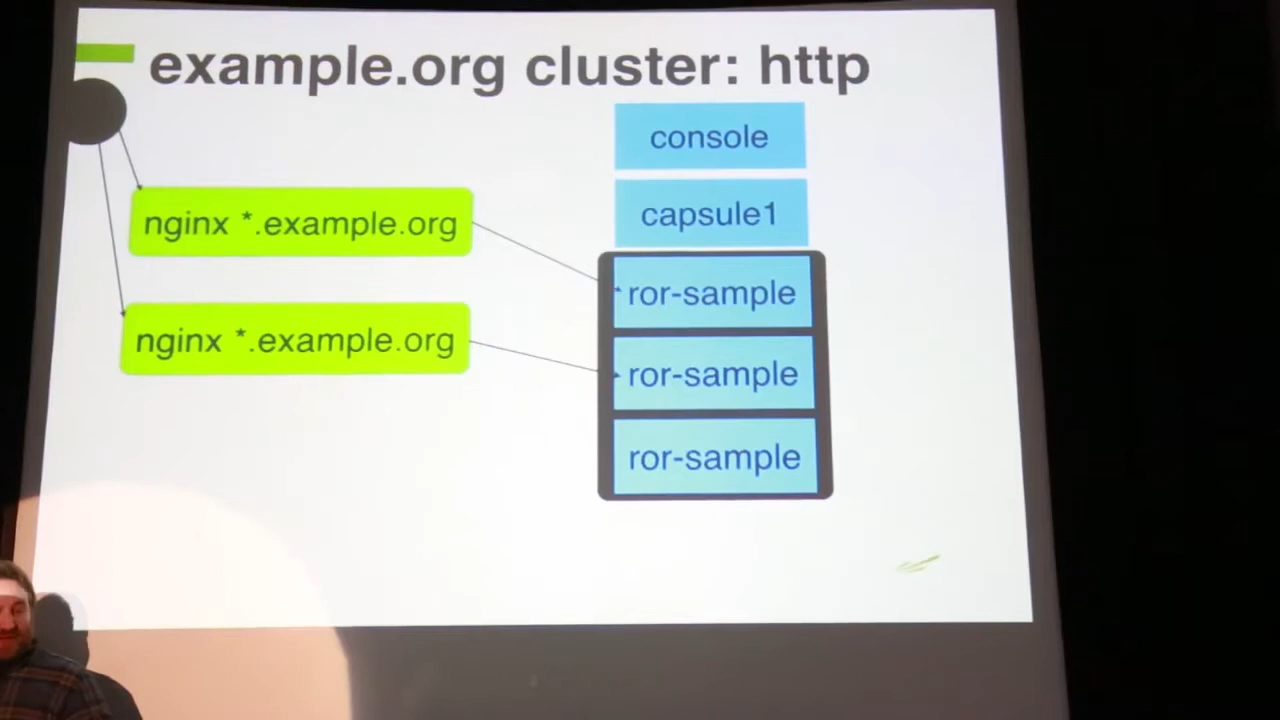 example.org cluster: http
console
capsule1
nginx *.example.org
ror-sample
nginx *.example.org
ror-sample
ror-sample